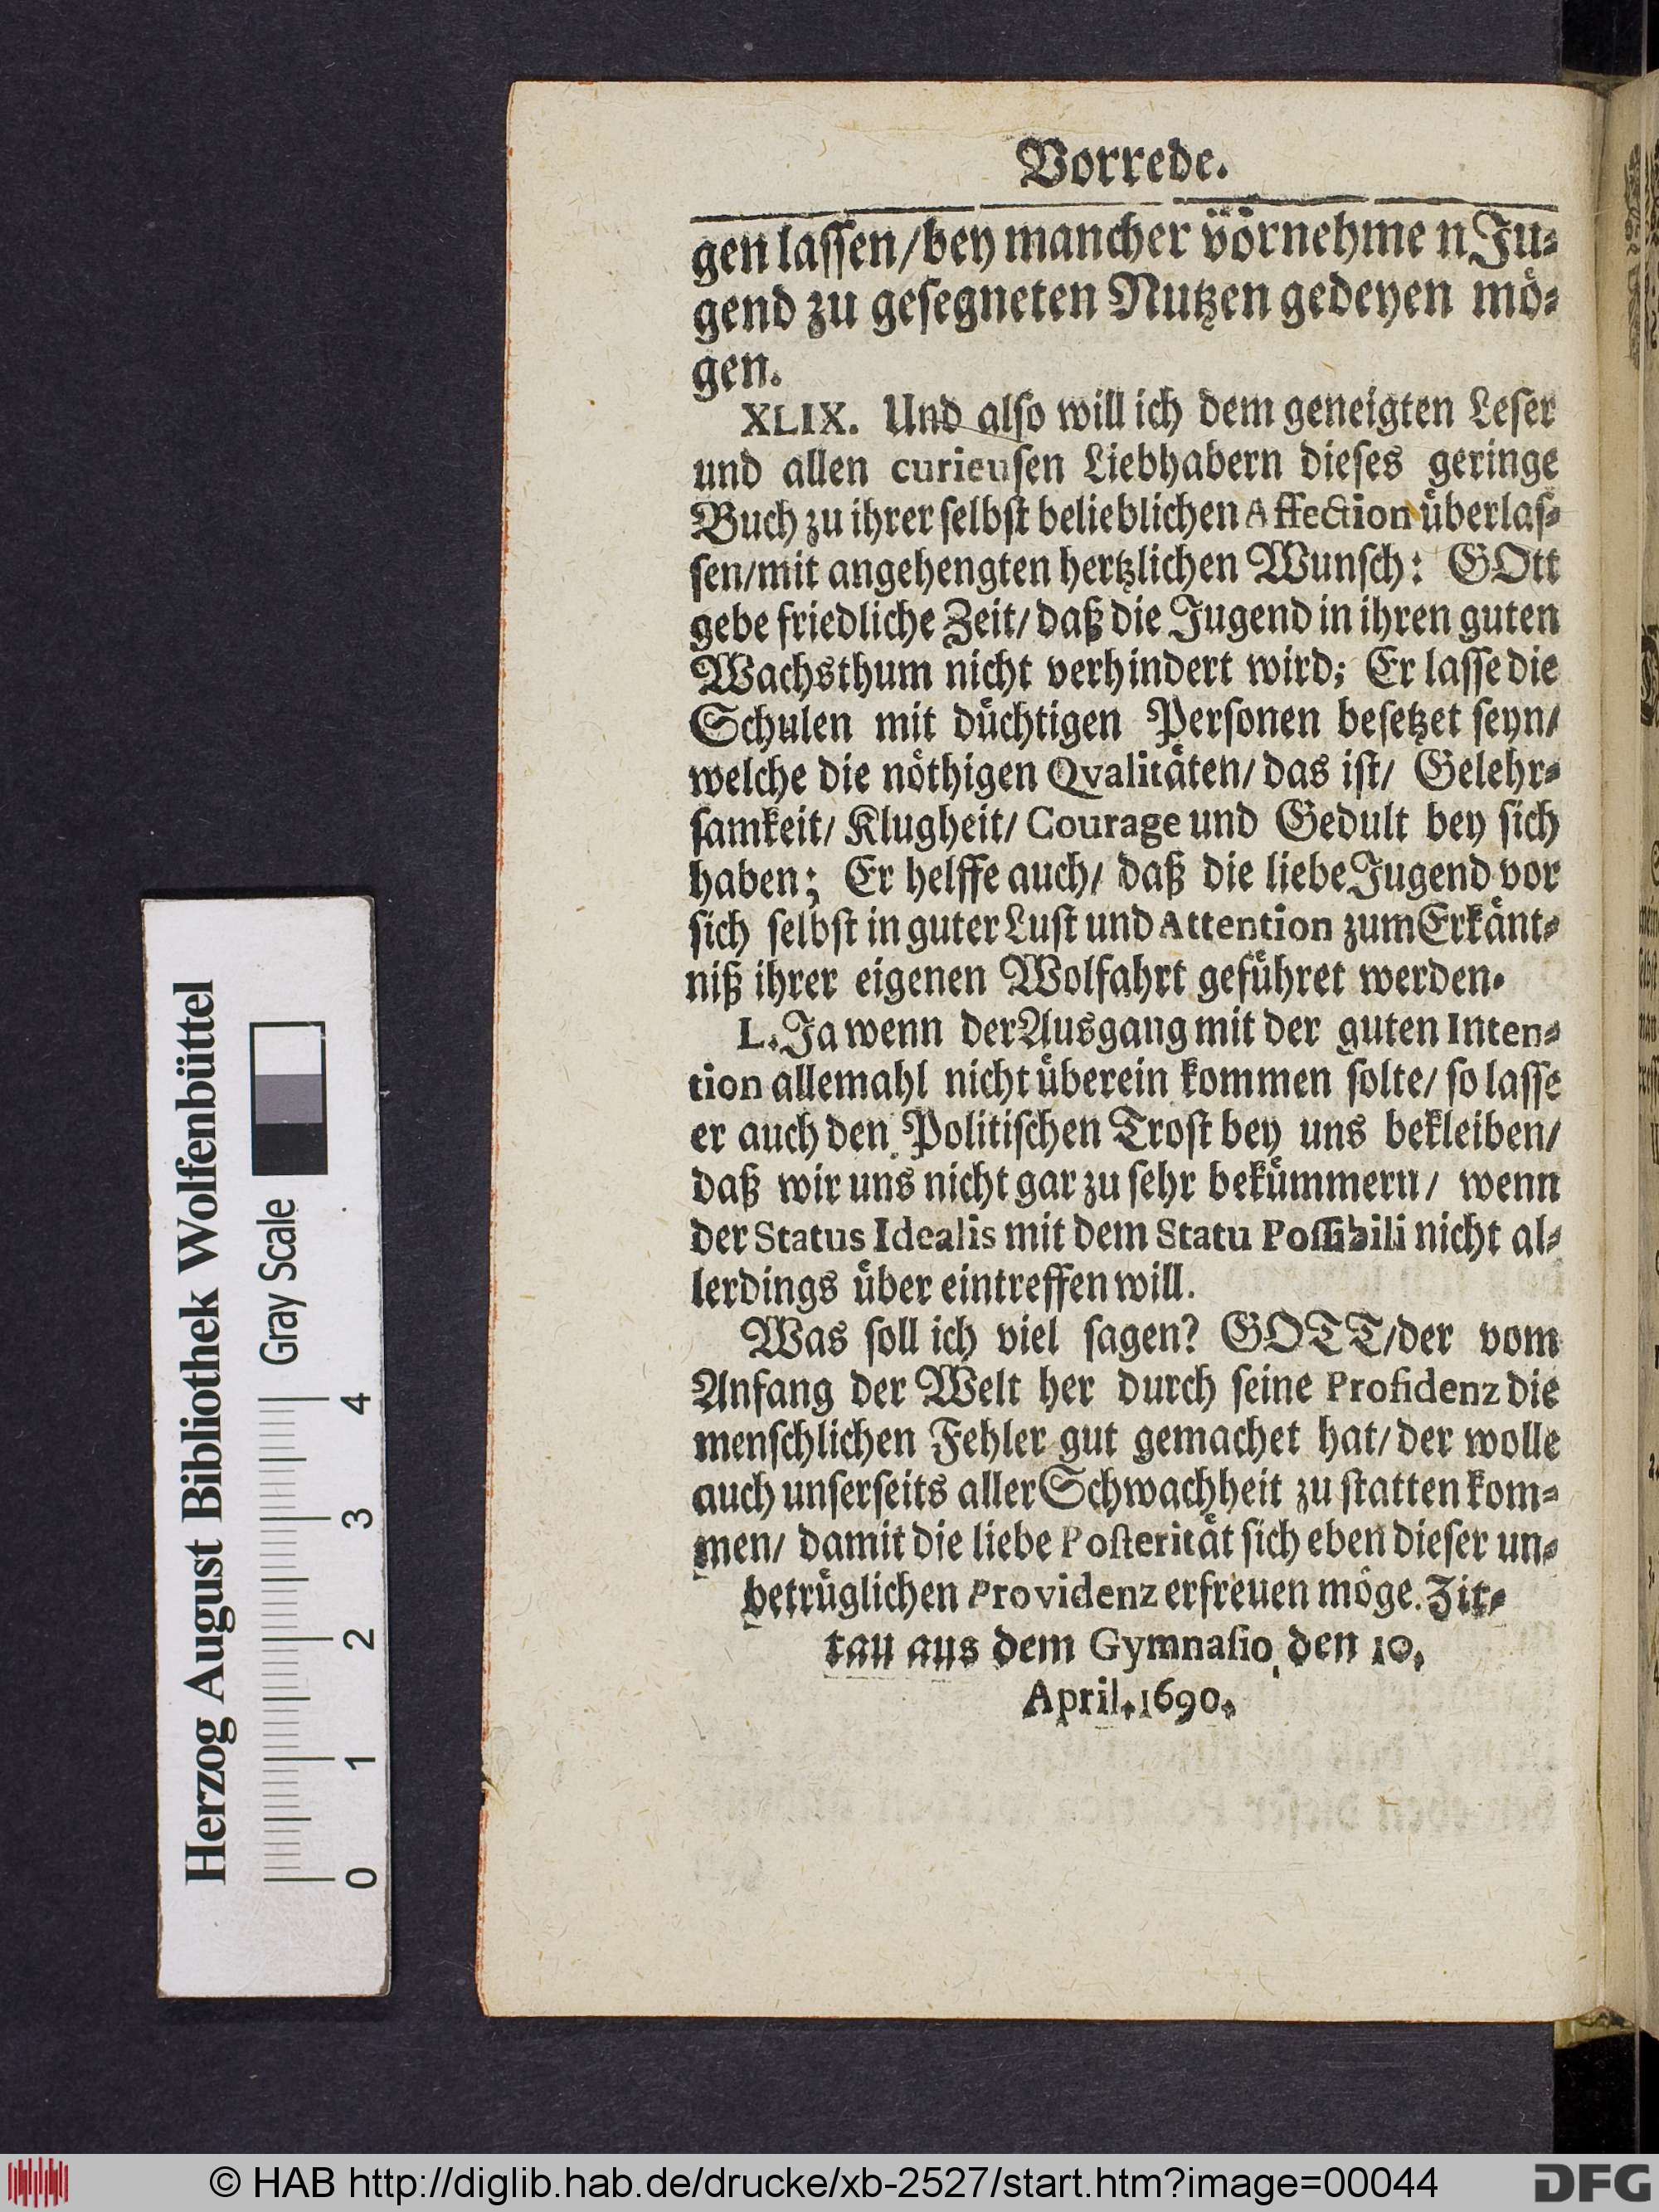 Vorrede.
gen lassen/bey mancher vörnehme n Ju-
gend zu gesegneten Nutzen gedeyen mö-
gen.
XLIX. Und also will ich dem geneigten Leser
und allen curieusen Liebhabern dieses geringe
Buch zu ihrer selbst belieblichen Affection überlas-
sen/mit angehengten hertzlichen Wunsch: GOtt
gebe friedliche Zeit/ daß die Jugend in ihren guten
Wachsthum nicht verhindert wird; Er lasse die
Schulen mit düchtigen Personen besetzet seyn/
welche die nöthigen Qvalitäten/ das ist/ Gelehr-
samkeit/ Klugheit/ Courage und Gedult bey sich
haben; Er helffe auch/ daß die liebe Jugend vor
sich selbst in guter Lust und Attention zum Erkänt-
niß ihrer eigenen Wolfahrt geführet werden.
L. Ja wenn der Ausgang mit der guten Inten-
tion allemahl nicht überein kommen solte/ so lasse
er auch den Politischen Trost bey uns bekleiben/
daß wir uns nicht gar zu sehr bekümmern/ wenn
der Status Idealis mit dem Statu Possibili nicht al-
lerdings über eintreffen will.
Was soll ich viel sagen? GOTT/der vom
Anfang der Welt her durch seine Profidenz die
menschlichen Fehler gut gemachet hat/ der wolle
auch unserseits aller Schwachheit zu statten kom-
men/ damit die liebe Posterität sich eben dieser un-
betrüglichen Providenz erfreuen möge. Zit-
tau aus dem Gymnasio den 10.
April. 1690.
Herzog August Bibliothek Wolfenbüttel
Gray Scale
0 1 2 3 4
© HAB http://diglib.hab.de/drucke/xb-2527/start.htm?image=00044
DFG